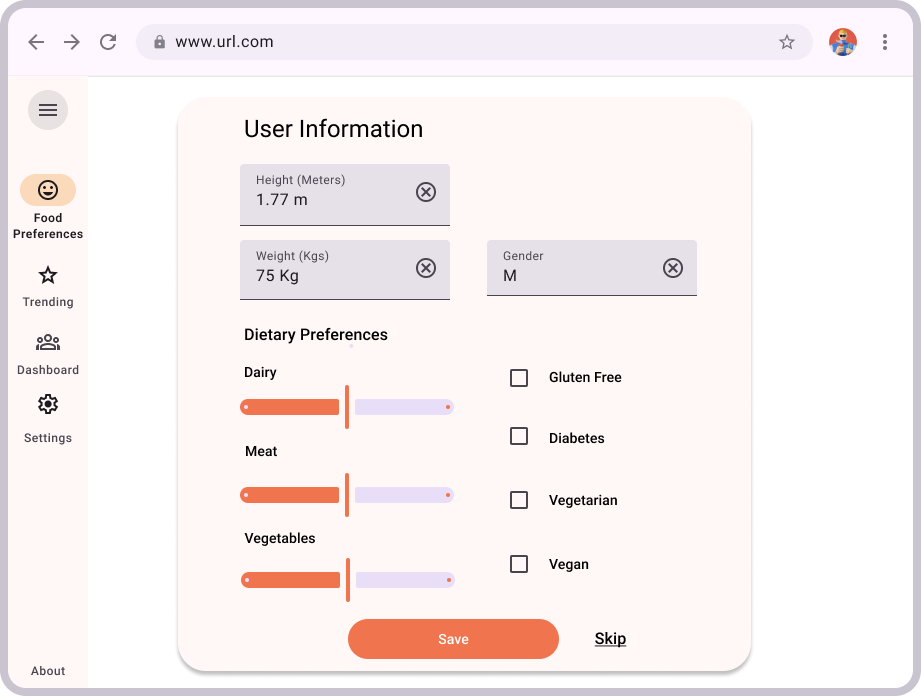 www.url.com
Food
Preferences
Trending
Dashboard
Settings
About
User Information
Height (Meters)
1.77 m
Weight (Kgs)
75 Kg
Gender
M
Dietary Preferences
Dairy
Meat
Vegetables
Gluten Free
Diabetes
Vegetarian
Vegan
Save
Skip